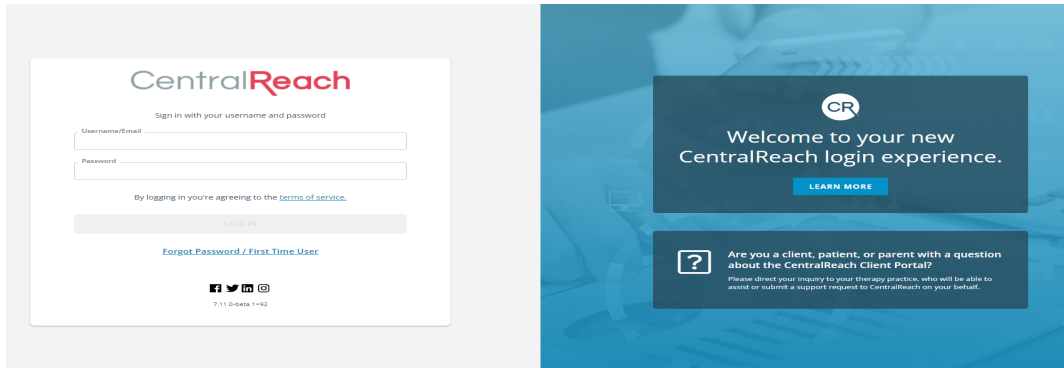 CentralReach
Sign in with your username and password
Username/Email
Password
By logging in you're agreeing to the terms of service.
LOG IN
Forgot Password / First Time User
7.11.0-beta.1+92
CR
Welcome to your new
CentralReach login experience.
LEARN MORE
?
Are you a client, patient, or parent with a question
about the CentralReach Client Portal?
Please direct your inquiry to your therapy practice, who will be able to
assist or submit a support request to CentralReach on your behalf.